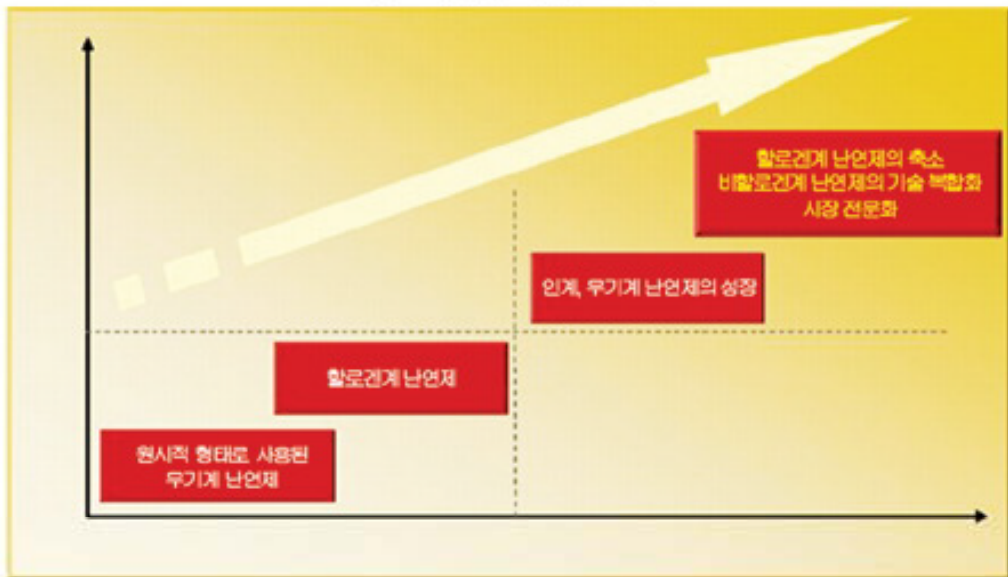 할로겐계 난연제의 축소
비할로겐계 난연제의 기술 복합화
시장 전문화
인계, 무기계 난연제의 성장
할로겐계 난연제
원시적 형태로 사용된
무기계 난연제